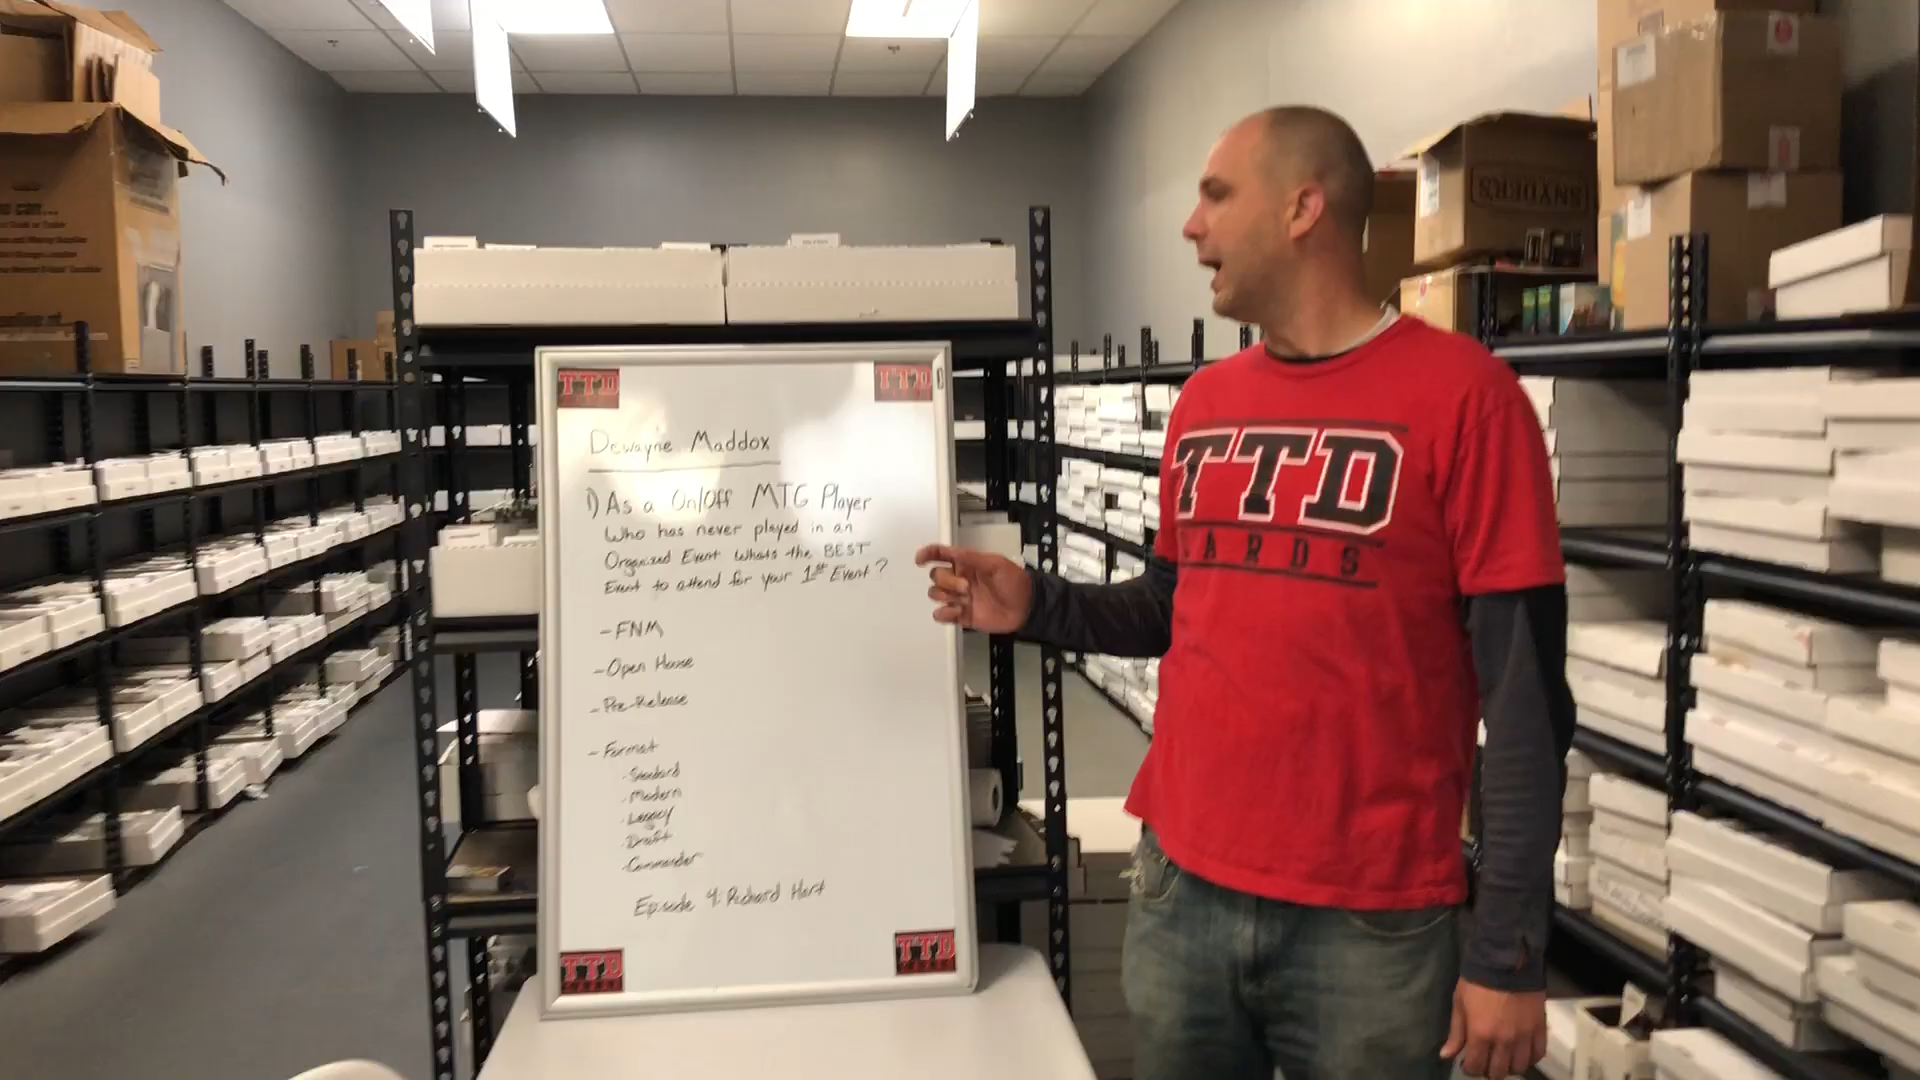 TTD TTD
Dewayne Maddox
1) As a On/Off MTG Player
Who has never played in an
Organized Event Whats the BEST
Event to attend for your 1st Event?
- FNM
- Open House
- Pre-Release
- Format
· Standard
· Modern
· Legacy
· Draft
· Commander
Episode 4: Richard Hart
TTD TTD
TTD
CARDS
SNYDER'S